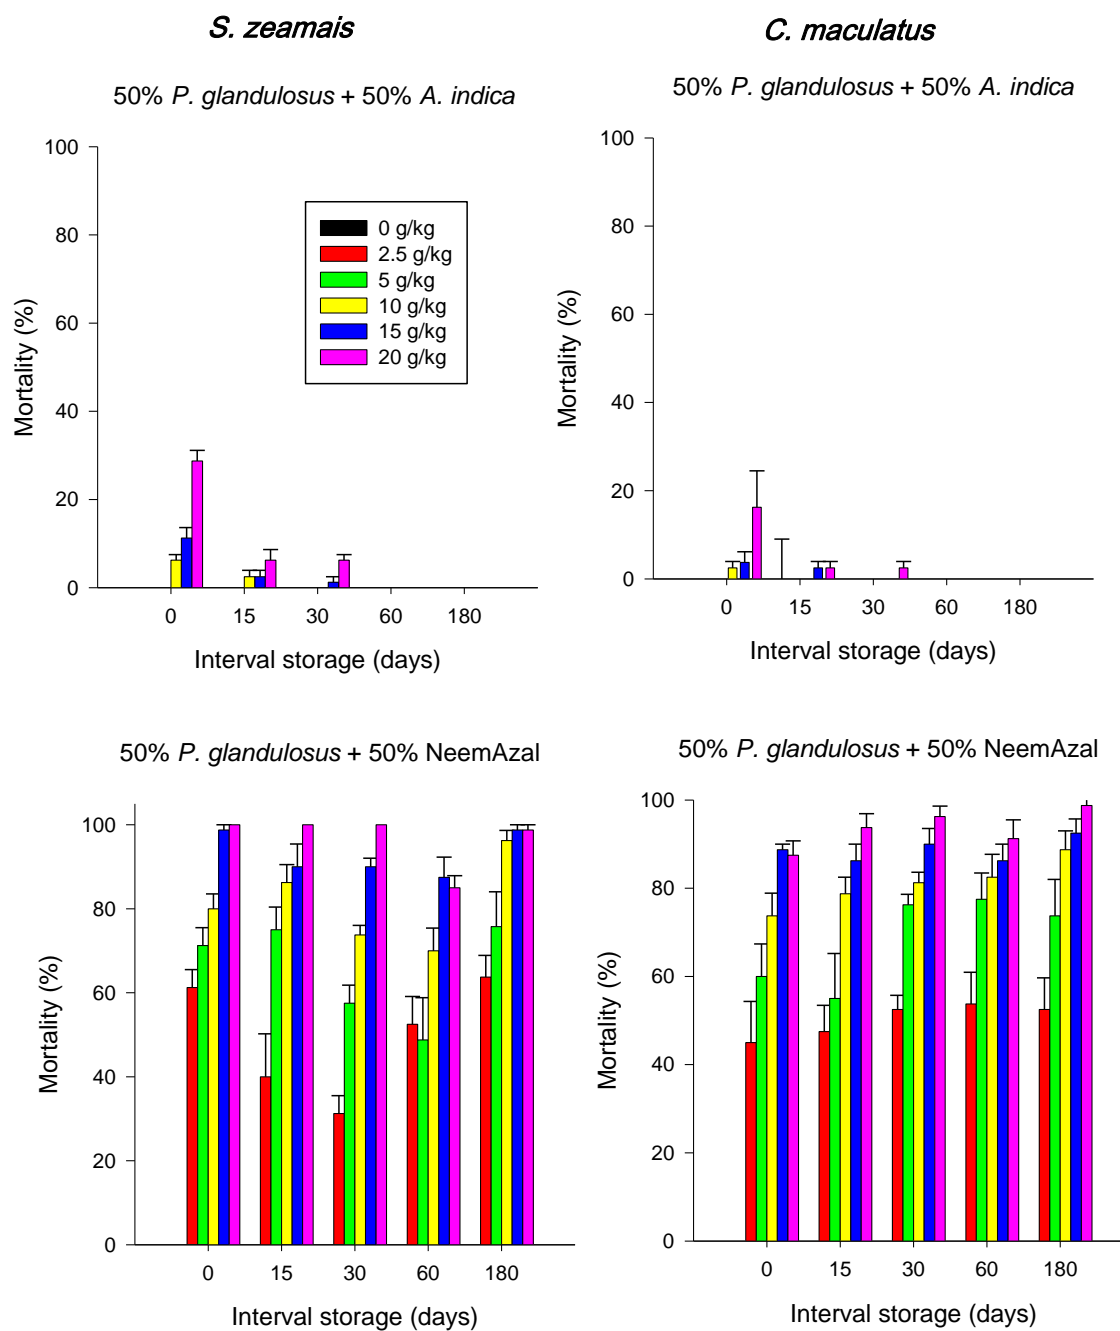 S. zeamais
C. maculatus
50% P. glandulosus + 50% A. indica
50% P. glandulosus + 50% A. indica
Mortality (%)
100
80
60
40
20
0
0 g/kg
2.5 g/kg
5 g/kg
10 g/kg
15 g/kg
20 g/kg
0 15 30 60 180
Interval storage (days)
Mortality (%)
100
80
60
40
20
0
0 15 30 60 180
Interval storage (days)
50% P. glandulosus + 50% NeemAzal
50% P. glandulosus + 50% NeemAzal
Mortality (%)
100
80
60
40
20
0
0 15 30 60 180
Interval storage (days)
Mortality (%)
100
80
60
40
20
0
0 15 30 60 180
Interval storage (days)